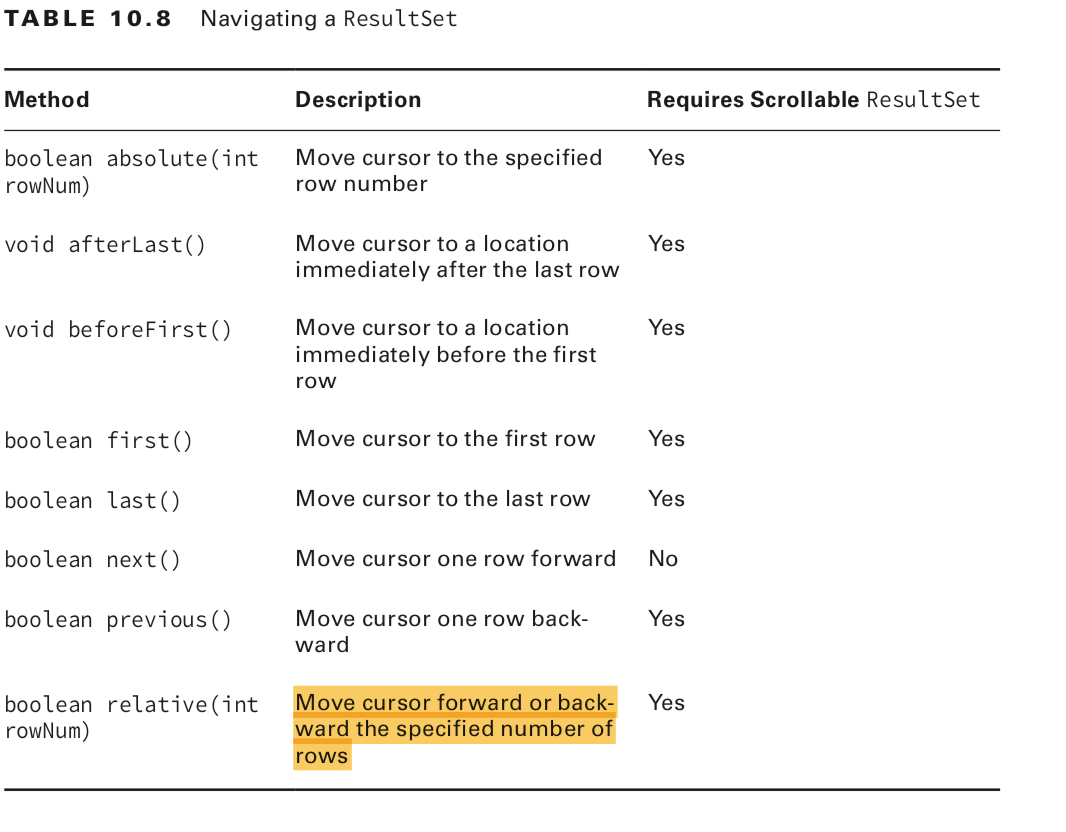 TABLE 10.8 Navigating a ResultSet
Method Description Requires Scrollable ResultSet
boolean absolute(int Move cursor to the specified Yes
rowNum) row number
void afterLast() Move cursor to a location Yes
immediately after the last row
void beforeFirst() Move cursor to a location Yes
immediately before the first
row
boolean first() Move cursor to the first row Yes
boolean last() Move cursor to the last row Yes
boolean next() Move cursor one row forward No
boolean previous() Move cursor one row back- Yes
ward
boolean relative(int Move cursor forward or back- Yes
rowNum) ward the specified number of
rows